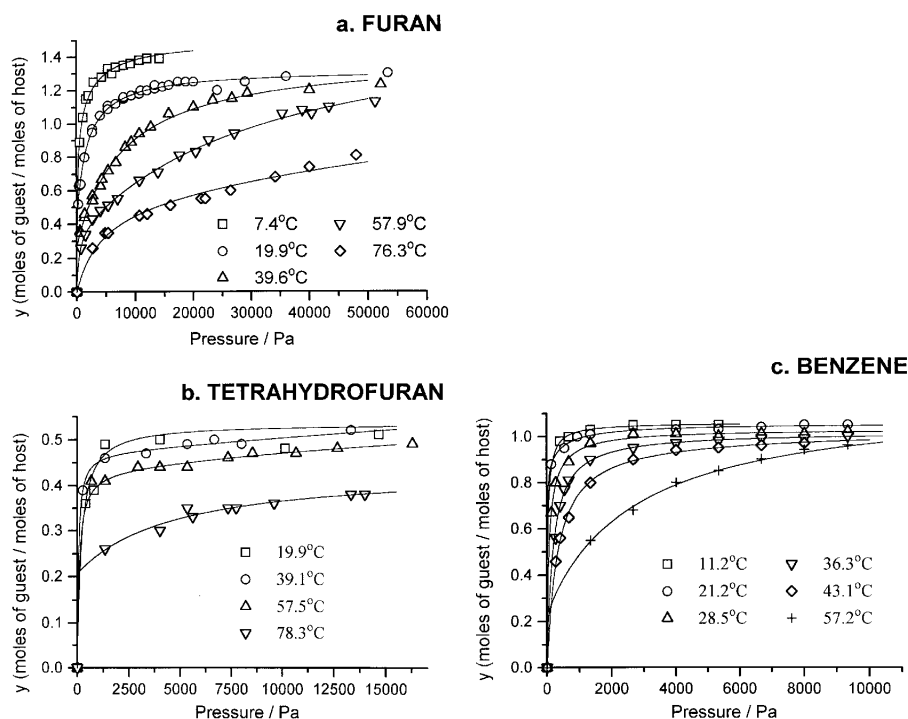 a. FURAN
y (moles of guest / moles of host)
1.4
1.2
1.0
0.8
0.6
0.4
0.2
0.0
7.4°C
19.9°C
39.6°C
57.9°C
76.3°C
0 10000 20000 30000 40000 50000 60000
Pressure / Pa
b. TETRAHYDROFURAN
y (moles of guest / moles of host)
0.5
0.4
0.3
0.2
0.1
0.0
19.9°C
39.1°C
57.5°C
78.3°C
0 2500 5000 7500 10000 12500 15000
Pressure / Pa
c. BENZENE
y (moles of guest / moles of host)
1.0
0.8
0.6
0.4
0.2
0.0
11.2°C
21.2°C
28.5°C
36.3°C
43.1°C
57.2°C
0 2000 4000 6000 8000 10000
Pressure / Pa